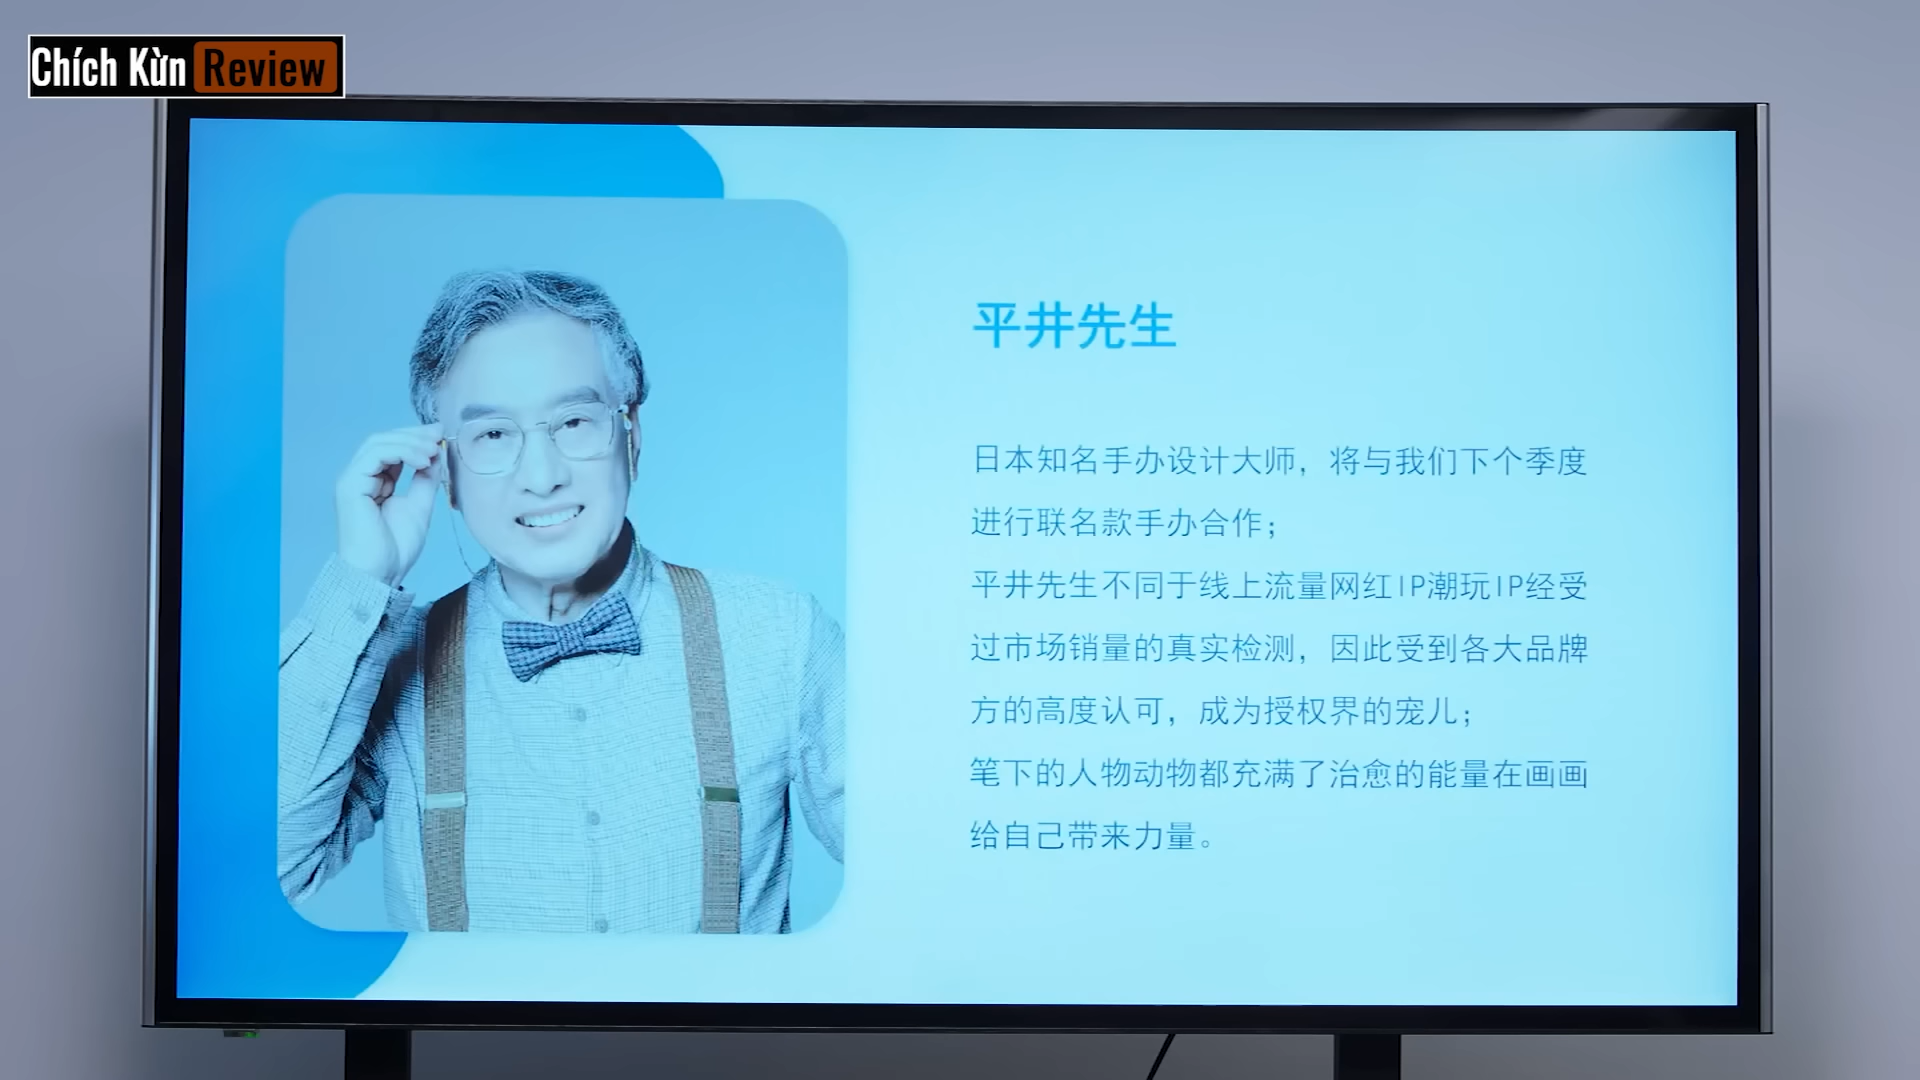 Chích Kừn Review
平井先生
日本知名手办设计大师，将与我们下个季度
进行联名款手办合作；
平井先生不同于线上流量网红IP潮玩IP经受
过市场销量的真实检测，因此受到各大品牌
方的高度认可，成为授权界的宠儿；
笔下的人物动物都充满了治愈的能量在画画
给自己带来力量。